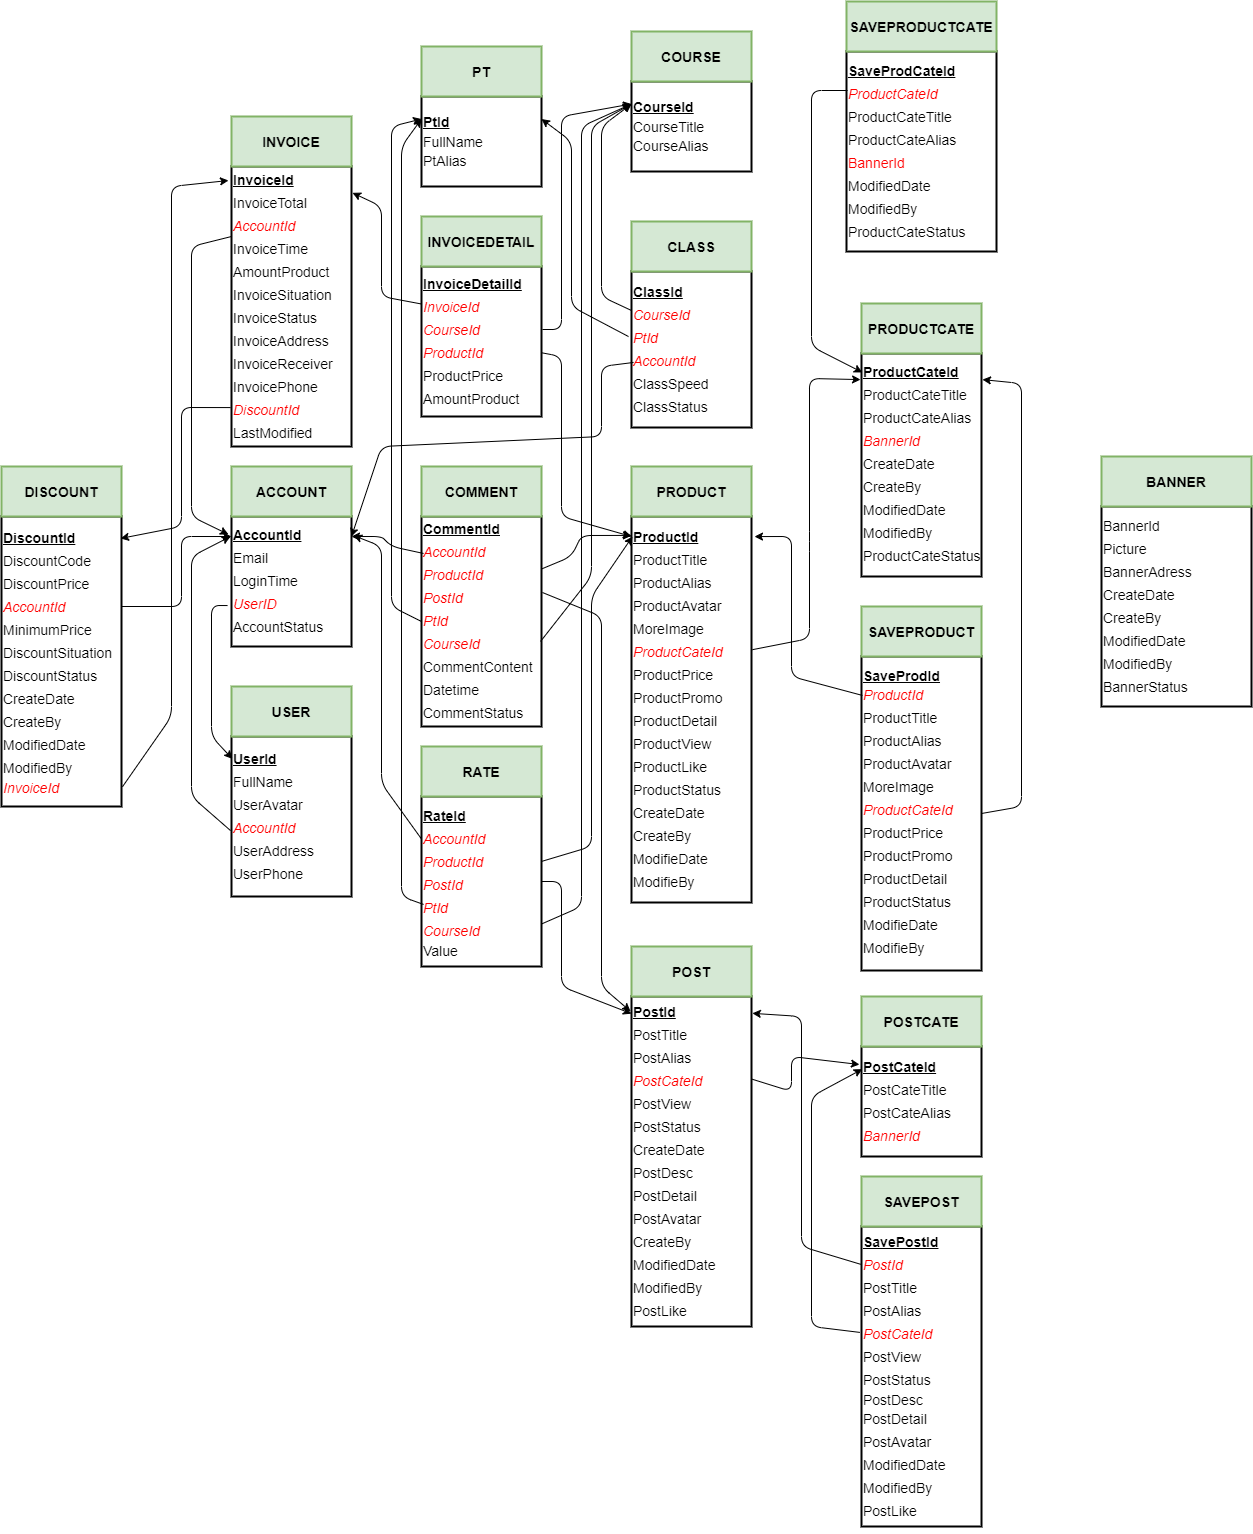 SAVEPRODUCTCATE
SaveProdCateId
ProductCateId
ProductCateTitle
ProductCateAlias
BannerId
ModifiedDate
ModifiedBy
ProductCateStatus
COURSE
CourseId
CourseTitle
CourseAlias
PT
PtId
FullName
PtAlias
INVOICE
InvoiceId
InvoiceTotal
AccountId
InvoiceTime
AmountProduct
InvoiceSituation
InvoiceStatus
InvoiceAddress
InvoiceReceiver
InvoicePhone
DiscountId
LastModified
INVOICEDETAIL
InvoiceDetailId
InvoiceId
CourseId
ProductId
ProductPrice
AmountProduct
CLASS
ClassId
CourseId
PtId
AccountId
ClassSpeed
ClassStatus
PRODUCTCATE
ProductCateId
ProductCateTitle
ProductCateAlias
BannerId
CreateDate
CreateBy
ModifiedDate
ModifiedBy
ProductCateStatus
BANNER
BannerId
Picture
BannerAdress
CreateDate
CreateBy
ModifiedDate
ModifiedBy
BannerStatus
DISCOUNT
DiscountId
DiscountCode
DiscountPrice
AccountId
MinimumPrice
DiscountSituation
DiscountStatus
CreateDate
CreateBy
ModifiedDate
ModifiedBy
InvoiceId
ACCOUNT
AccountId
Email
LoginTime
UserID
AccountStatus
COMMENT
CommentId
AccountId
ProductId
PostId
PtId
CourseId
CommentContent
Datetime
CommentStatus
PRODUCT
ProductId
ProductTitle
ProductAlias
ProductAvatar
MoreImage
ProductCateId
ProductPrice
ProductPromo
ProductDetail
ProductView
ProductLike
ProductStatus
CreateDate
CreateBy
ModifieDate
ModifieBy
SAVEPRODUCT
SaveProdId
ProductId
ProductTitle
ProductAlias
ProductAvatar
MoreImage
ProductCateId
ProductPrice
ProductPromo
ProductDetail
ProductStatus
ModifieDate
ModifieBy
USER
UserId
FullName
UserAvatar
AccountId
UserAddress
UserPhone
RATE
RateId
AccountId
ProductId
PostId
PtId
CourseId
Value
POST
PostId
PostTitle
PostAlias
PostCateId
PostView
PostStatus
CreateDate
PostDesc
PostDetail
PostAvatar
CreateBy
ModifiedDate
ModifiedBy
PostLike
POSTCATE
PostCateId
PostCateTitle
PostCateAlias
BannerId
SAVEPOST
SavePostId
PostId
PostTitle
PostAlias
PostCateId
PostView
PostStatus
PostDesc
PostDetail
PostAvatar
ModifiedDate
ModifiedBy
PostLike